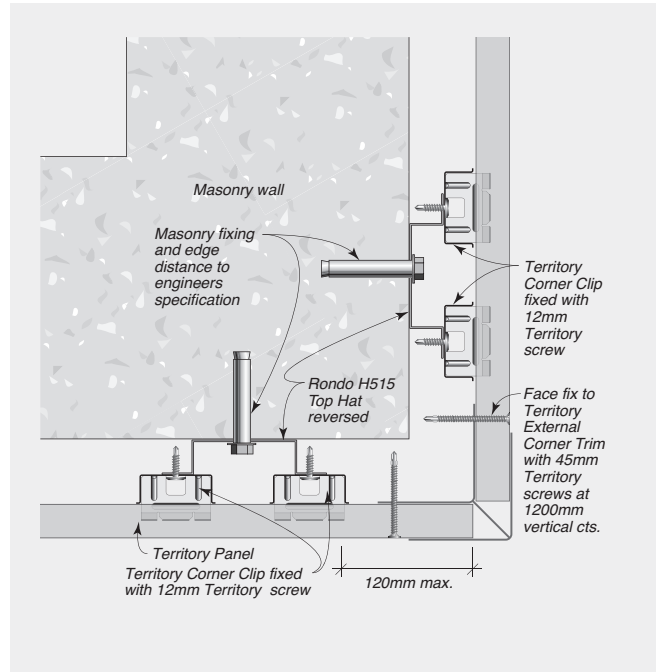 Masonry wall
Masonry fixing
and edge
distance to
engineers
specification
Territory
Corner Clip
fixed with
12mm
Territory
screw
Rondo H515
Top Hat
reversed
Face fix to
Territory
External
Corner Trim
with 45mm
Territory
screws at
1200mm
vertical cts.
Territory Panel
Territory Corner Clip fixed
with 12mm Territory screw
120mm max.